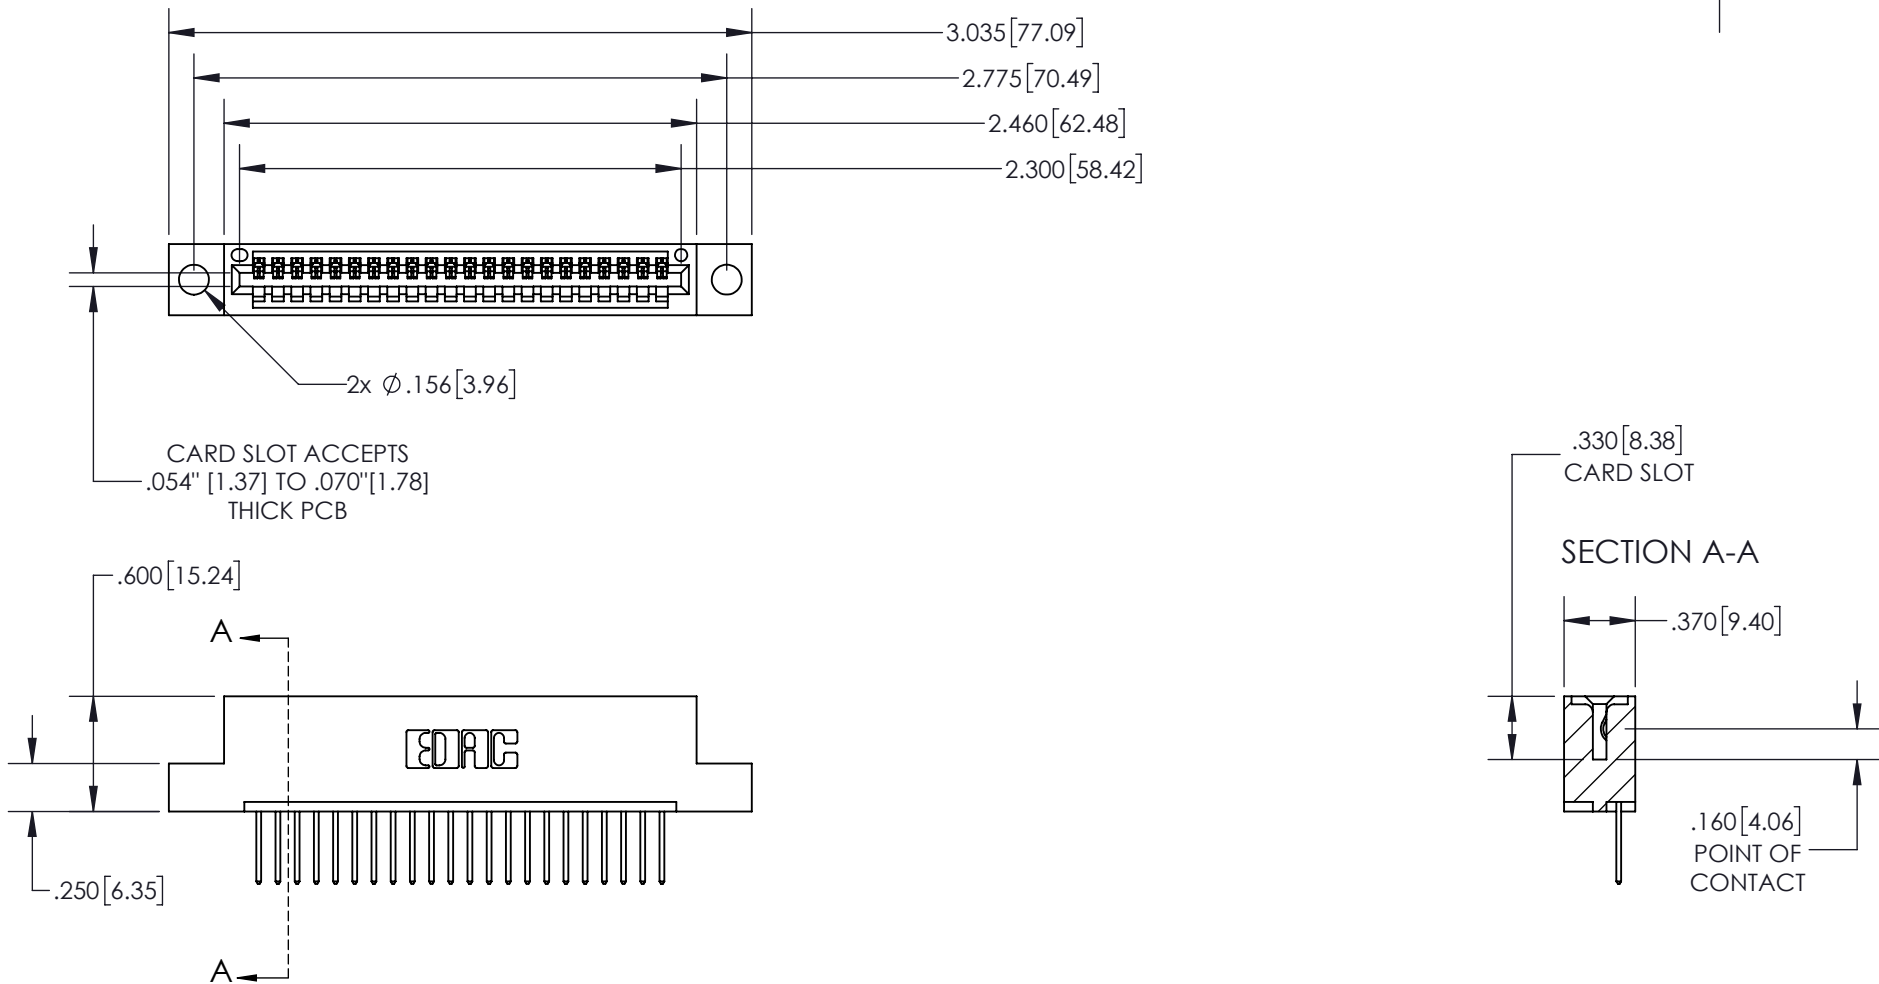 3.035[77.09]
2.775[70.49]
2.460[62.48]
2.300[58.42]
2x Ø.156[3.96]
CARD SLOT ACCEPTS
.054" [1.37] TO .070"[1.78]
THICK PCB
.330[8.38]
CARD SLOT
SECTION A-A
.600[15.24]
.370[9.40]
A
EDAC
.160[4.06]
POINT OF
CONTACT
.250[6.35]
A